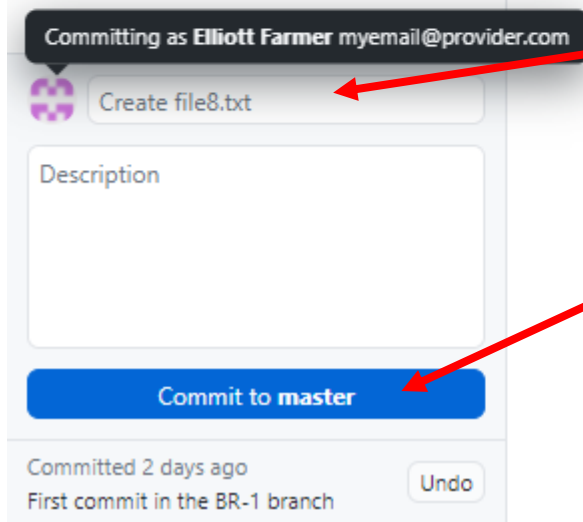 Committing as Elliott Farmer myemail@provider.com
Create file8.txt
Description
Commit to master
Committed 2 days ago
First commit in the BR-1 branch
Undo